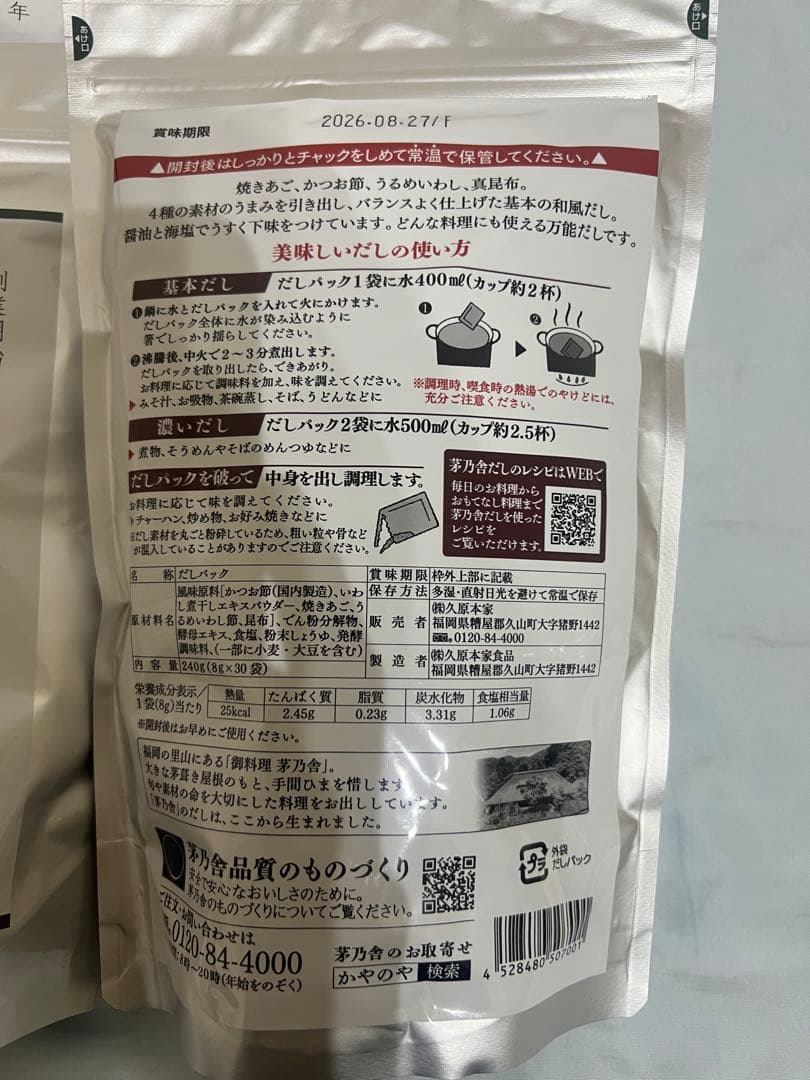 年
あけ口
あけ口
賞味期限
2026.08.27/F
▲開封後はしっかりとチャックをしめて常温で保管してください。▲
焼きあご、かつお節、うるめいわし、真昆布。
4種の素材のうまみを引き出し、バランスよく仕上げた基本の和風だし。
醤油と海塩でうすく下味をつけています。どんな料理にも使える万能だしです。
美味しいだしの使い方
基本だし だしパック1袋に水400㎖(カップ約2杯)
❶鍋に水とだしパックを入れて火にかけます。
だしパック全体に水が染み込むように
箸でしっかり揺らしてください。
❷沸騰後、中火で2〜3分煮出します。
だしパックを取り出したら、できあがり。
お料理に応じて調味料を加え、味を調えてください。
▶みそ汁、お吸物、茶碗蒸し、そば、うどんなどに
❶
❷
※調理時、喫食時の熱湯でのやけどには、
充分ご注意ください。
濃いだし だしパック2袋に水500㎖(カップ約2.5杯)
▶煮物、そうめんやそばのめんつゆなどに
だしパックを破って 中身を出し調理します。
お料理に応じて味を調えてください。
▶チャーハン、炒め物、お好み焼きなどに
※だし素材を丸ごと粉砕しているため、粗い粒や骨など
が混入していることがありますのでご注意ください。
茅乃舎だしのレシピはWEBで
毎日のお料理から
おもてなし料理まで
茅乃舎だしを使った
レシピを
ご覧いただけます。
名称 だしパック
原材料名 風味原料[かつお節(国内製造)、いわ
し煮干しエキスパウダー、焼きあご、う
るめいわし節、昆布]、でん粉分解物、
酵母エキス、食塩、粉末しょうゆ、発酵
調味料、(一部に小麦・大豆を含む)
内容量 240g(8g×30袋)
賞味期限 枠外上部に記載
保存方法 多湿・直射日光を避けて常温で保存
販売者 ㈱久原本家
福岡県糟屋郡久山町大字猪野1442
0120-84-4000
製造者 ㈱久原本家食品
福岡県糟屋郡久山町大字猪野1442
栄養成分表示/
1袋(8g)当たり
熱量 たんぱく質 脂質 炭水化物 食塩相当量
25kcal 2.45g 0.23g 3.31g 1.06g
※開封後はお早めにご使用ください。
福岡の里山にある「御料理 茅乃舎」。
大きな茅葺き屋根のもと、手間ひまを惜します
旬や素材の命を大切にした料理をお出ししています。
「茅乃舎」のだしは、ここから生まれました。
茅乃舎品質のものづくり
安全で安心なおいしさのために。
茅乃舎のものづくりについてご覧ください。
プラ
外袋
だしパック
ご注文・お問い合わせは
0120-84-4000
8時〜20時(年始をのぞく)
茅乃舎のお取寄せ
かやのや 検索
4 528480 507001